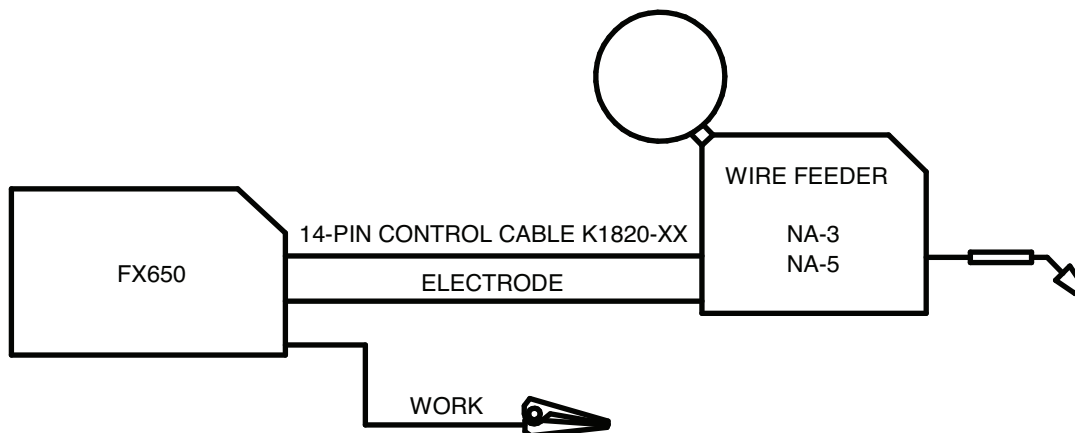 WIRE FEEDER
14-PIN CONTROL CABLE K1820-XX
NA-3
NA-5
FX650
ELECTRODE
WORK